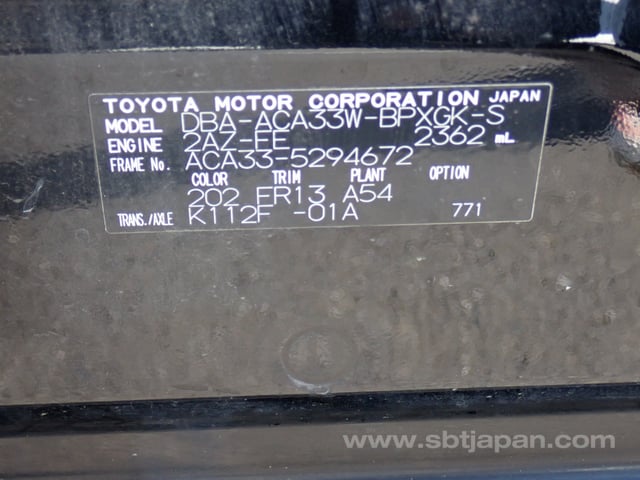 TOYOTA MOTOR CORPORATION JAPAN
MODEL DBA-ACA33W-BPXGK-S
ENGINE 2AZ-FE 2362 mL
FRAME No. ACA33-5294672
COLOR TRIM PLANT OPTION
202 FR13 A54
TRANS./AXLE K112F -01A 771
www.sbtjapan.com